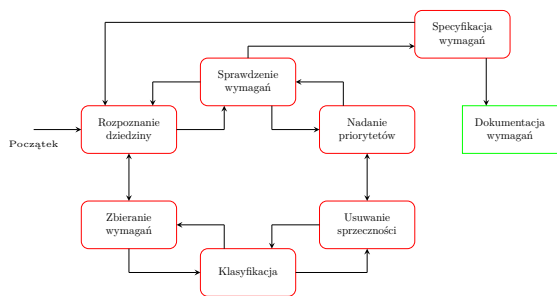 Specyfikacja
wymagań
Sprawdzenie
wymagań
Rozpoznanie
dziedziny
Nadanie
priorytetów
Dokumentacja
wymagań
Początek
Zbieranie
wymagań
Usuwanie
sprzeczności
Klasyfikacja